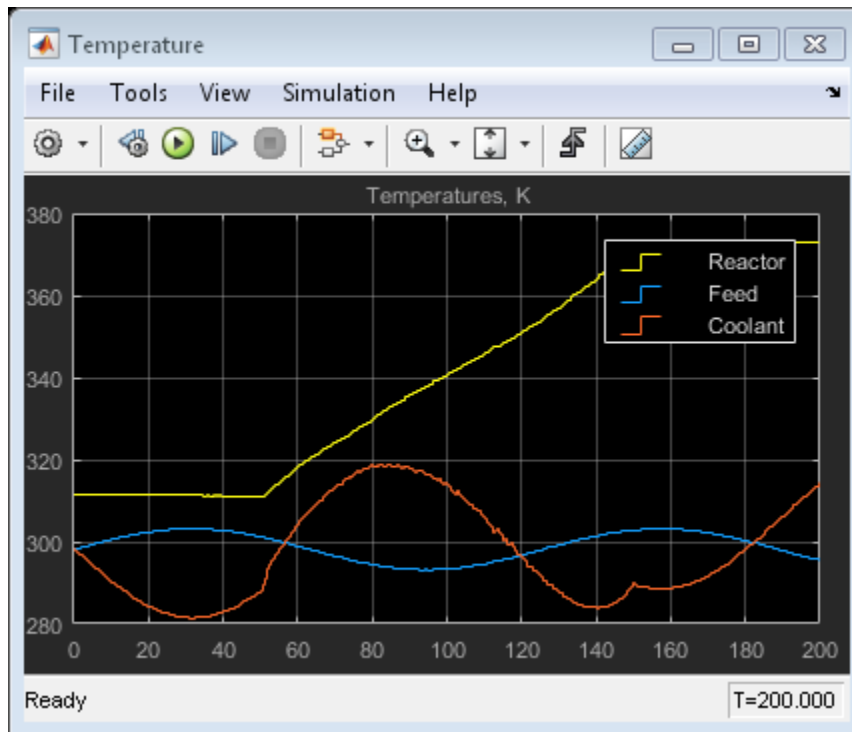 Temperature
File Tools View Simulation Help
Temperatures, K
380
360
340
320
300
280
Reactor
Feed
Coolant
0 20 40 60 80 100 120 140 160 180 200
Ready T=200.000